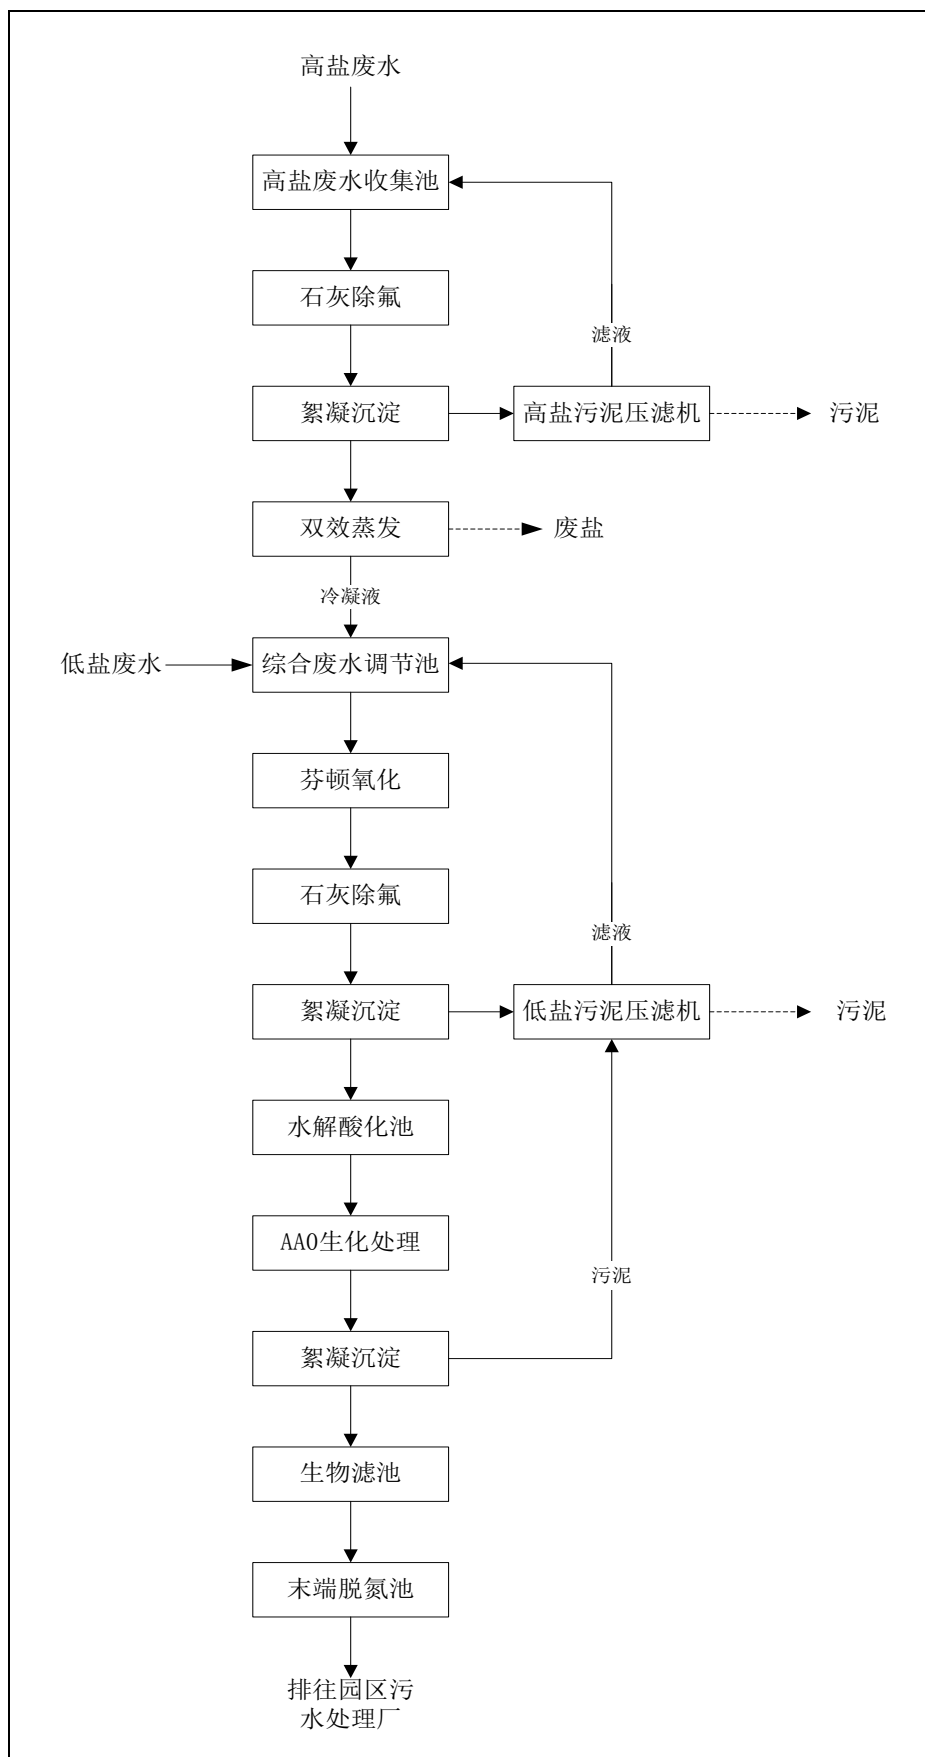 高盐废水
高盐废水收集池
石灰除氟
滤液
絮凝沉淀
高盐污泥压滤机
污泥
双效蒸发
废盐
冷凝液
低盐废水
综合废水调节池
芬顿氧化
石灰除氟
滤液
絮凝沉淀
低盐污泥压滤机
污泥
水解酸化池
AAO生化处理
污泥
絮凝沉淀
生物滤池
末端脱氮池
排往园区污
水处理厂